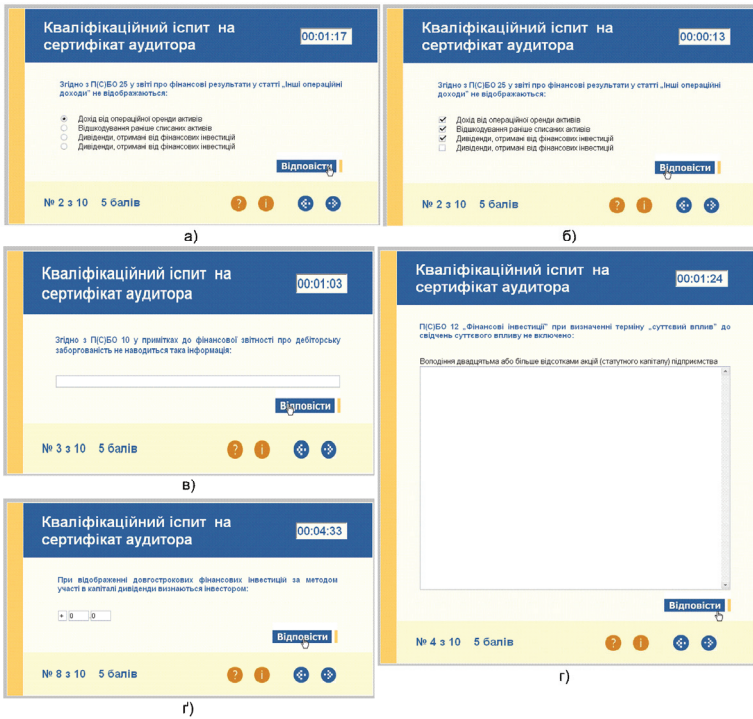 Кваліфікаційний іспит на
сертифікат аудитора
00:01:17
Згідно з П(С)БО 25 у звіті про фінансові результати у статті „Інші операційні
доходи" не відображаються:
Дохід від операційної оренди активів
Відшкодування раніше списаних активів
Дивіденди, отримані від фінансових інвестицій
Дивіденди, отримані від фінансових інвестицій
Відповісти
№ 2 з 10 5 балів
? i
а)
Кваліфікаційний іспит на
сертифікат аудитора
00:00:13
Згідно з П(С)БО 25 у звіті про фінансові результати у статті „Інші операційні
доходи" не відображаються:
Дохід від операційної оренди активів
Відшкодування раніше списаних активів
Дивіденди, отримані від фінансових інвестицій
Дивіденди, отримані від фінансових інвестицій
Відповісти
№ 2 з 10 5 балів
? i
б)
Кваліфікаційний іспит на
сертифікат аудитора
00:01:03
Згідно з П(С)БО 10 у примітках до фінансової звітності про дебіторську
заборгованість не наводиться така інформація:
Відповісти
№ 3 з 10 5 балів
? i
в)
Кваліфікаційний іспит на
сертифікат аудитора
00:01:24
П(С)БО 12 „Фінансові інвестиції" при визначенні терміну „суттєвий вплив" до
свідчень суттєвого впливу не включено:
Володіння двадцятьма або більше відсотками акцій (статутного капіталу) підприємства
Відповісти
№ 4 з 10 5 балів
? i
г)
Кваліфікаційний іспит на
сертифікат аудитора
00:04:33
При відображенні довгострокових фінансових інвестицій за методом
участі в капіталі дивіденди визнаються інвестором:
+ 0 0
Відповісти
№ 8 з 10 5 балів
? i
ґ)